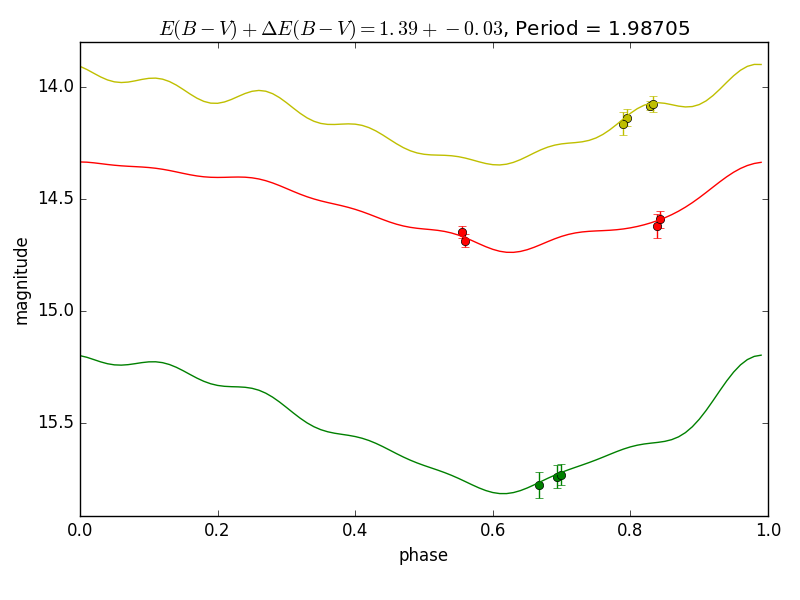 E(B − V) + ΔE(B − V) = 1.39 + −0.03, Period = 1.98705
14.0
14.5
15.0
15.5
magnitude
0.0 0.2 0.4 0.6 0.8 1.0
phase